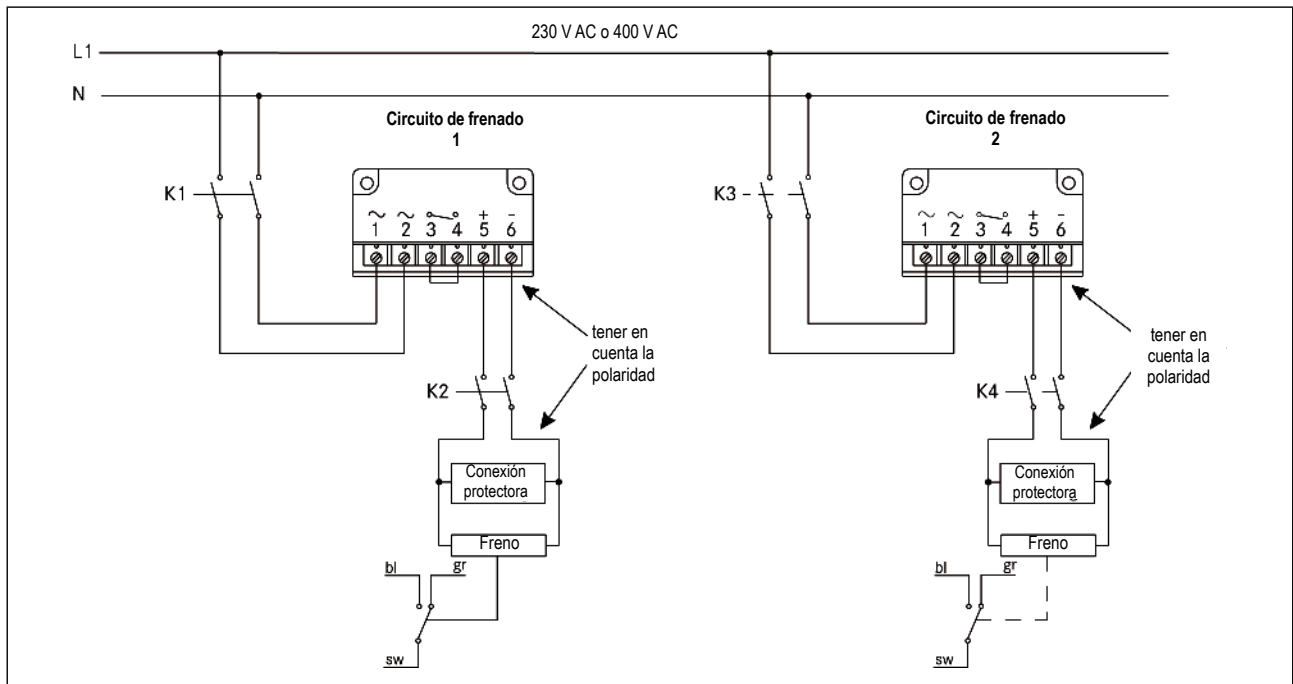 230 V AC o 400 V AC
L1
N
Circuito de frenado
1
K1
~ ~ + -
1 2 3 4 5 6
tener en
cuenta la
polaridad
K2
Conexión
protectora
Freno
bl gr
sw
Circuito de frenado
2
K3
~ ~ + -
1 2 3 4 5 6
tener en
cuenta la
polaridad
K4
Conexión
protectora
Freno
bl gr
sw